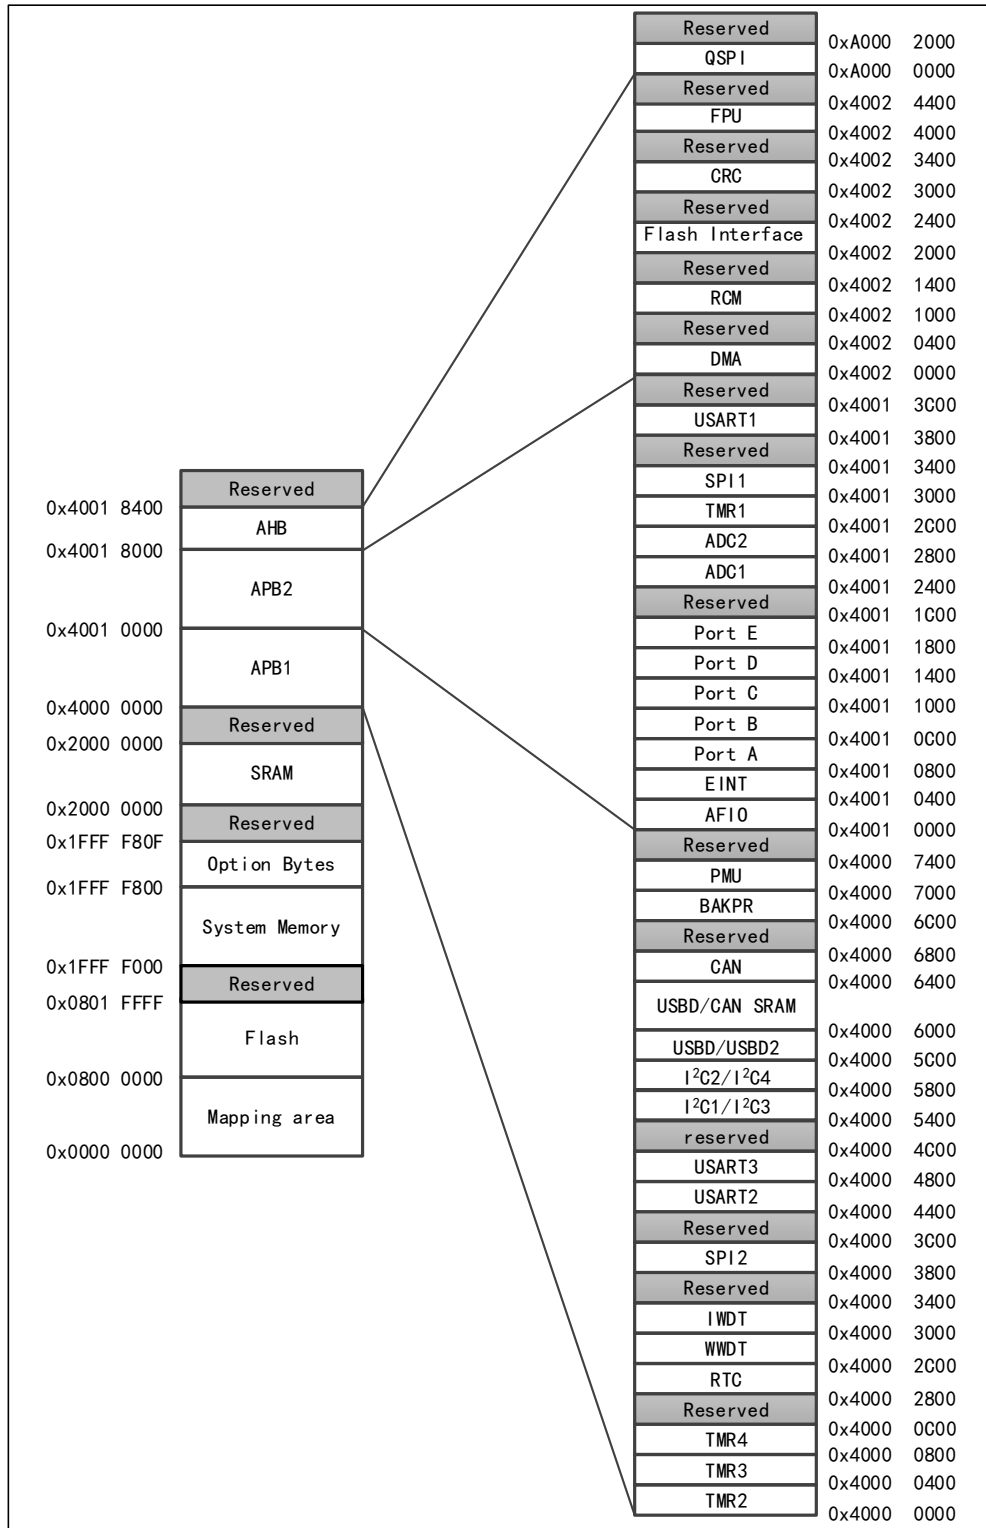 Reserved
0x4001 8400
AHB
0x4001 8000
APB2
0x4001 0000
APB1
0x4000 0000
Reserved
0x2000 0000
SRAM
0x2000 0000
Reserved
0x1FFF F80F
Option Bytes
0x1FFF F800
System Memory
0x1FFF F000
Reserved
0x0801 FFFF
Flash
0x0800 0000
Mapping area
0x0000 0000
Reserved
0xA000 2000
QSPI
0xA000 0000
Reserved
0x4002 4400
FPU
0x4002 4000
Reserved
0x4002 3400
CRC
0x4002 3000
Reserved
0x4002 2400
Flash Interface
0x4002 2000
Reserved
0x4002 1400
RCM
0x4002 1000
Reserved
0x4002 0400
DMA
0x4002 0000
Reserved
0x4001 3C00
USART1
0x4001 3800
Reserved
0x4001 3400
SPI1
0x4001 3000
TMR1
0x4001 2C00
ADC2
0x4001 2800
ADC1
0x4001 2400
Reserved
0x4001 1C00
Port E
0x4001 1800
Port D
0x4001 1400
Port C
0x4001 1000
Port B
0x4001 0C00
Port A
0x4001 0800
EINT
0x4001 0400
AFIO
0x4001 0000
Reserved
0x4000 7400
PMU
0x4000 7000
BAKPR
0x4000 6C00
Reserved
0x4000 6800
CAN
0x4000 6400
USBD/CAN SRAM
0x4000 6000
USBD/USBD2
0x4000 5C00
I²C2/I²C4
0x4000 5800
I²C1/I²C3
0x4000 5400
reserved
0x4000 4C00
USART3
0x4000 4800
USART2
0x4000 4400
Reserved
0x4000 3C00
SPI2
0x4000 3800
Reserved
0x4000 3400
IWDT
0x4000 3000
WWDT
0x4000 2C00
RTC
0x4000 2800
Reserved
0x4000 0C00
TMR4
0x4000 0800
TMR3
0x4000 0400
TMR2
0x4000 0000